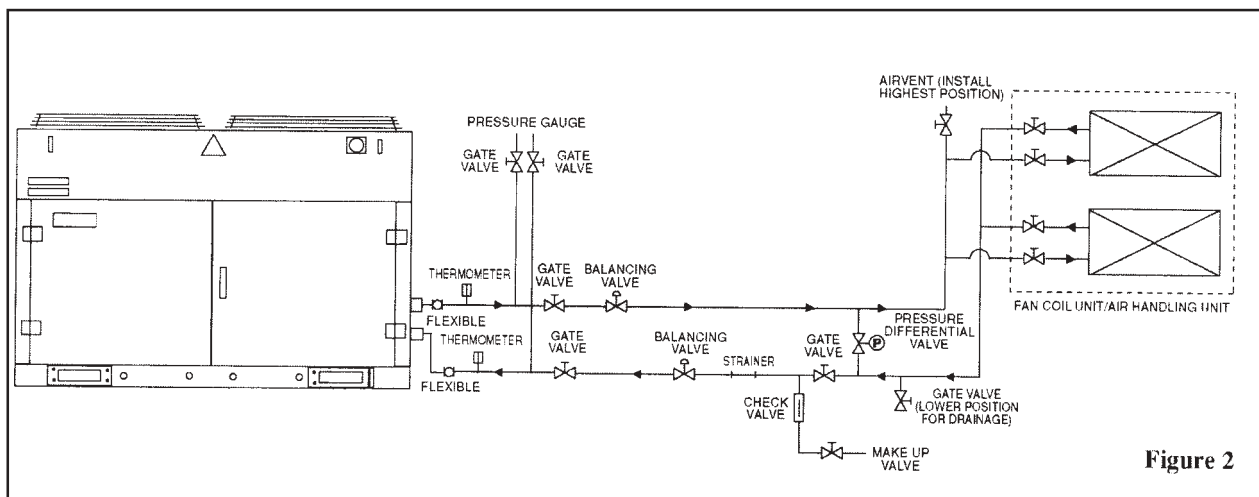 AIRVENT (INSTALL
HIGHEST POSITION)
PRESSURE GAUGE
GATE
VALVE
GATE
VALVE
THERMOMETER
GATE
VALVE
BALANCING
VALVE
FLEXIBLE
FAN COIL UNIT/AIR HANDLING UNIT
PRESSURE
DIFFERENTIAL
VALVE
P
THERMOMETER
GATE
VALVE
BALANCING
VALVE
STRAINER
GATE
VALVE
FLEXIBLE
CHECK
VALVE
GATE VALVE
(LOWER POSITION
FOR DRAINAGE)
MAKE UP
VALVE
Figure 2